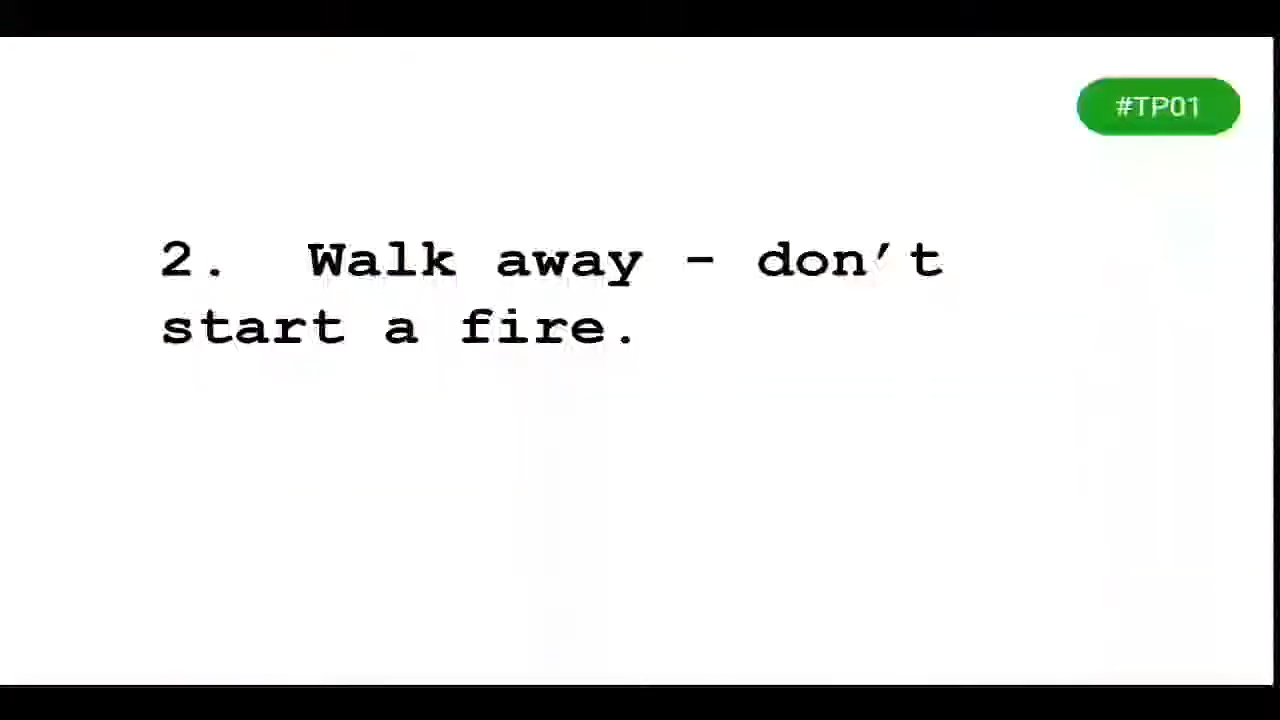 #TP01
2. Walk away - don’t
start a fire.